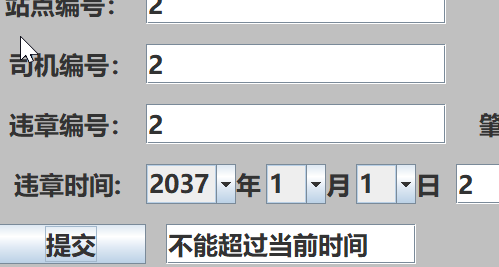 站点编号: 2
司机编号: 2
违章编号: 2 肇
违章时间: 2037 年 1 月 1 日 2
提交 不能超过当前时间